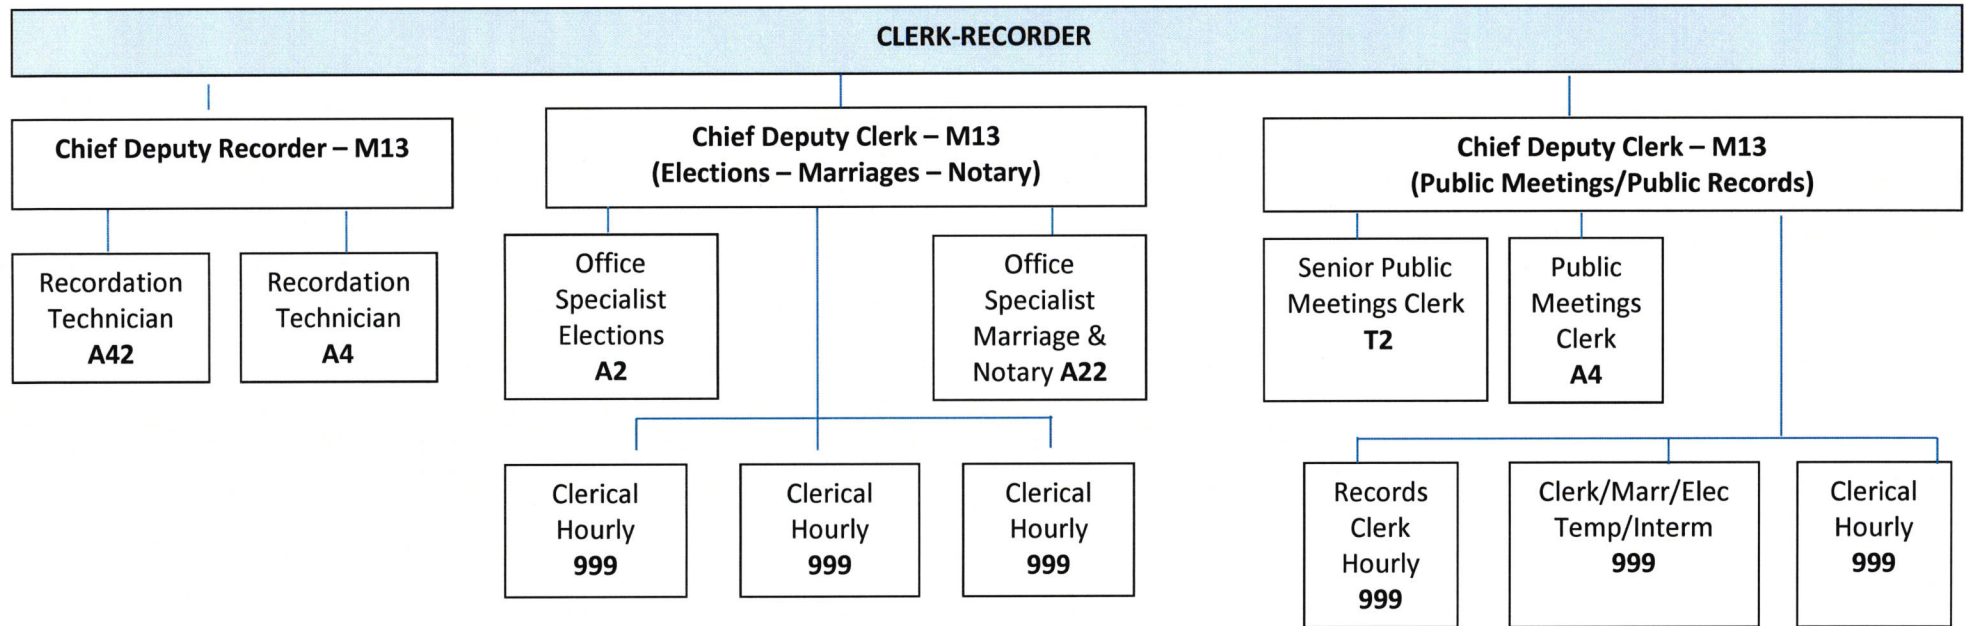 CLERK-RECORDER
Chief Deputy Recorder – M13
Recordation
Technician
A42
Recordation
Technician
A4
Chief Deputy Clerk – M13
(Elections – Marriages – Notary)
Office
Specialist
Elections
A2
Office
Specialist
Marriage &
Notary A22
Clerical
Hourly
999
Clerical
Hourly
999
Clerical
Hourly
999
Chief Deputy Clerk – M13
(Public Meetings/Public Records)
Senior Public
Meetings Clerk
T2
Public
Meetings
Clerk
A4
Records
Clerk
Hourly
999
Clerk/Marr/Elec
Temp/Interm
999
Clerical
Hourly
999